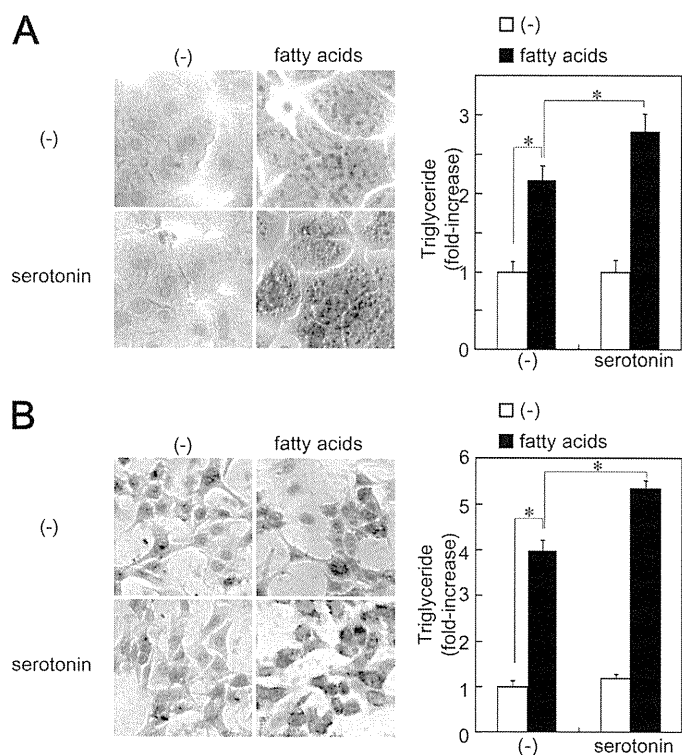 A
(-) fatty acids
(-)
serotonin
□ (-)
■ fatty acids
Triglyceride
(fold-increase)
3
2
1
0
*
*
(-) serotonin
B
(-) fatty acids
(-)
serotonin
□ (-)
■ fatty acids
Triglyceride
(fold-increase)
6
5
4
2
1
0
*
*
(-) serotonin